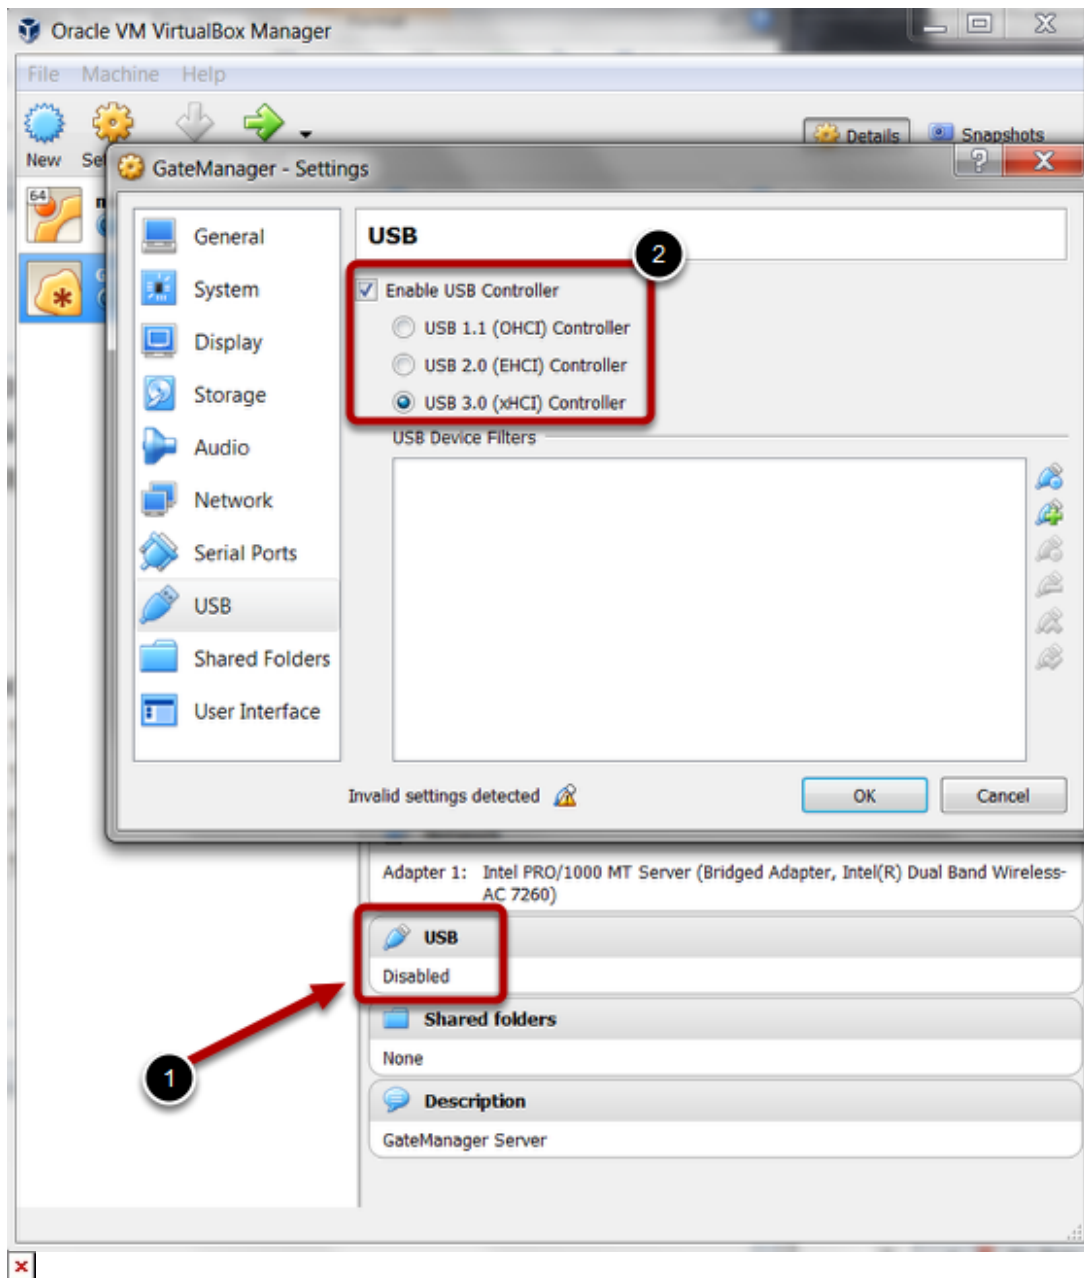 Oracle VM VirtualBox Manager
File Machine Help
New
Details Snapshots
GateManager - Settings
64
General
System
Display
Storage
Audio
Network
Serial Ports
USB
Shared Folders
User Interface
USB
2
Enable USB Controller
USB 1.1 (OHCI) Controller
USB 2.0 (EHCI) Controller
USB 3.0 (xHCI) Controller
USB Device Filters
Invalid settings detected
OK Cancel
Adapter 1: Intel PRO/1000 MT Server (Bridged Adapter, Intel(R) Dual Band Wireless-
AC 7260)
USB
Disabled
Shared folders
None
1
Description
GateManager Server